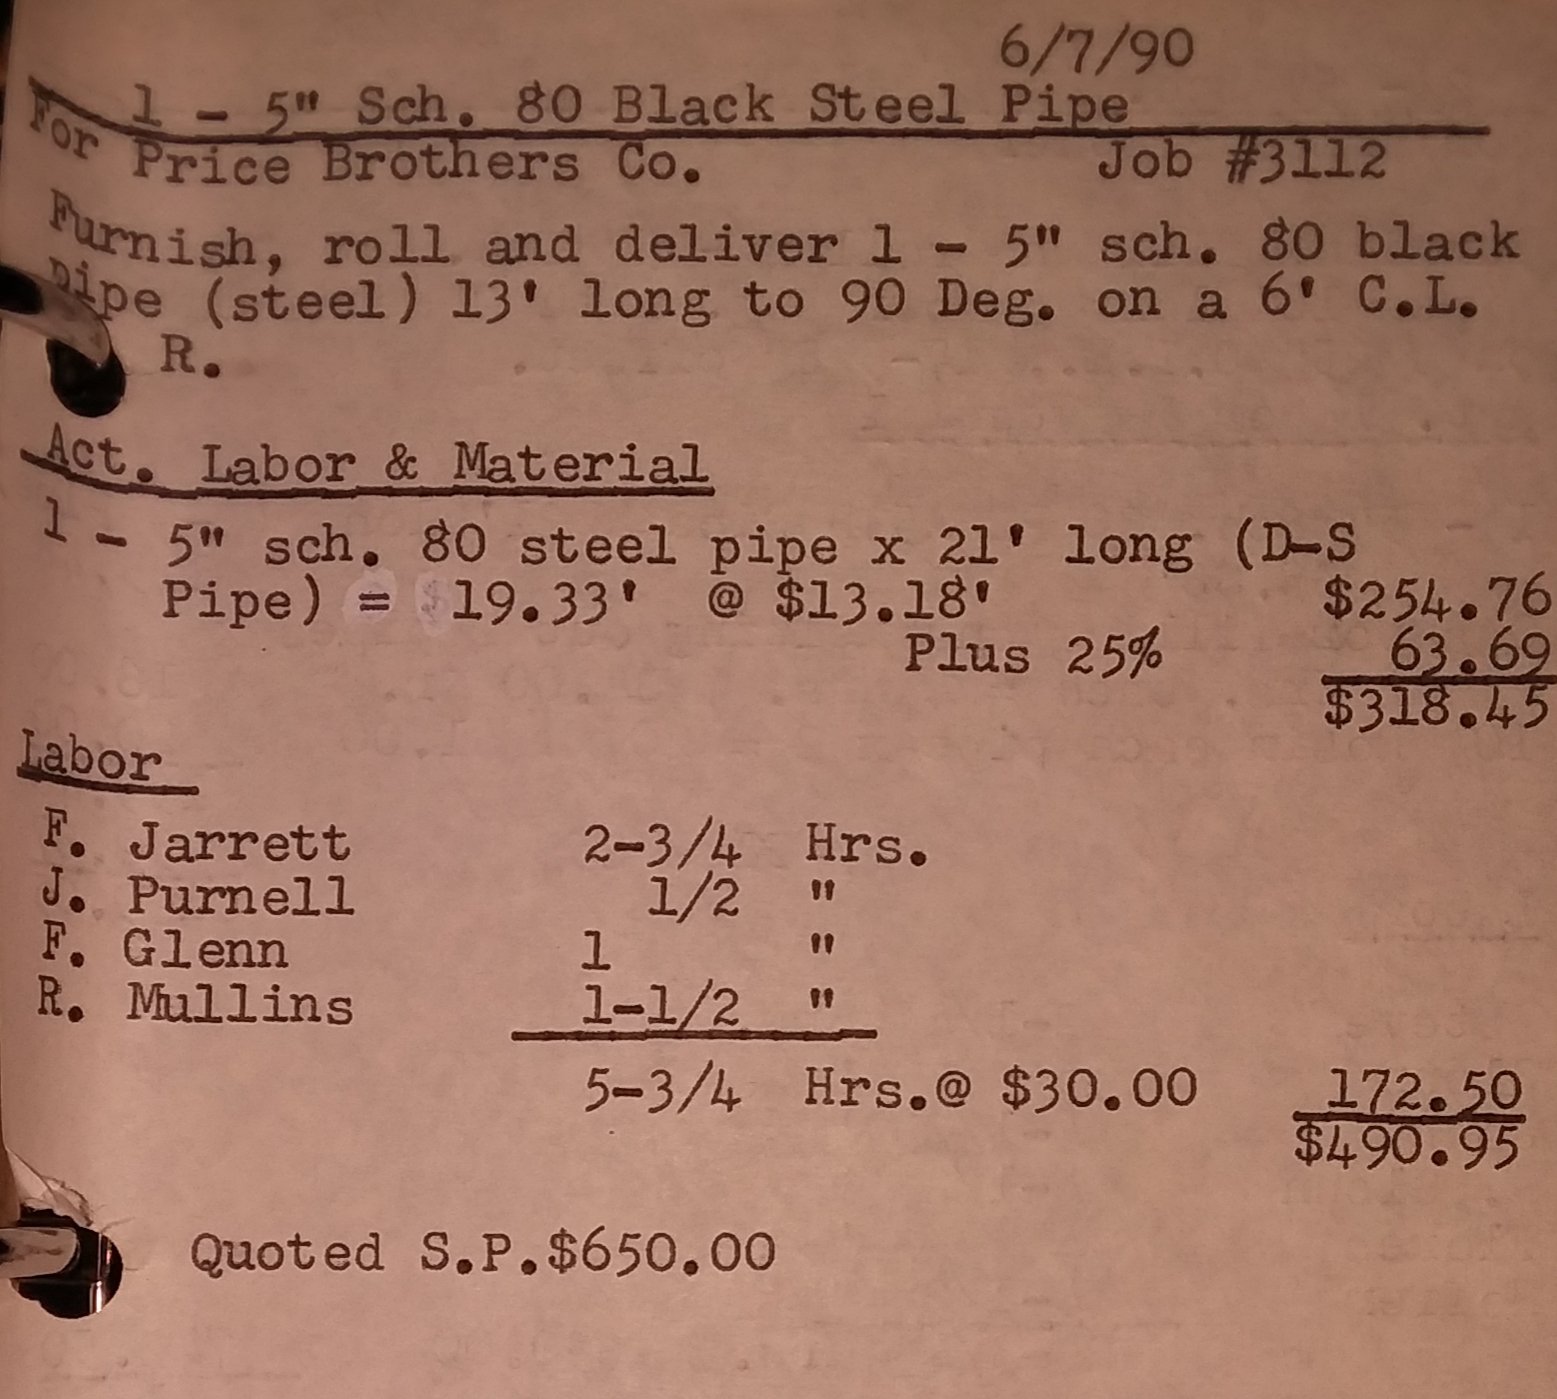 6/7/90
1 - 5" Sch. 80 Black Steel Pipe
For Price Brothers Co. Job #3112
Furnish, roll and deliver 1 - 5" sch. 80 black
pipe (steel) 13' long to 90 Deg. on a 6' C.L.
R.
Act. Labor & Material
1 - 5" sch. 80 steel pipe x 21' long (D-S
Pipe) = 19.33' @ $13.18' $254.76
Plus 25% 63.69
$318.45
Labor
F. Jarrett 2-3/4 Hrs.
J. Purnell 1/2 "
F. Glenn 1 "
R. Mullins 1-1/2 "
5-3/4 Hrs.@ $30.00 172.50
$490.95
Quoted S.P.$650.00